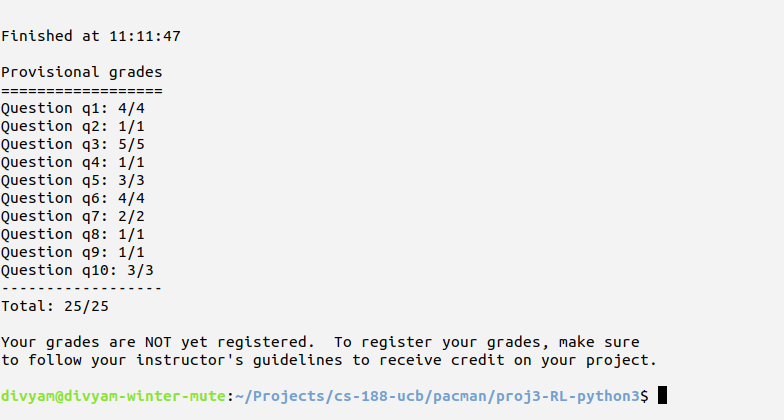 Finished at 11:11:47
Provisional grades
==================
Question q1: 4/4
Question q2: 1/1
Question q3: 5/5
Question q4: 1/1
Question q5: 3/3
Question q6: 4/4
Question q7: 2/2
Question q8: 1/1
Question q9: 1/1
Question q10: 3/3
------------------
Total: 25/25
Your grades are NOT yet registered.  To register your grades, make sure
to follow your instructor's guidelines to receive credit on your project.
divyam@divyam-winter-mute:~/Projects/cs-188-ucb/pacman/proj3-RL-python3$